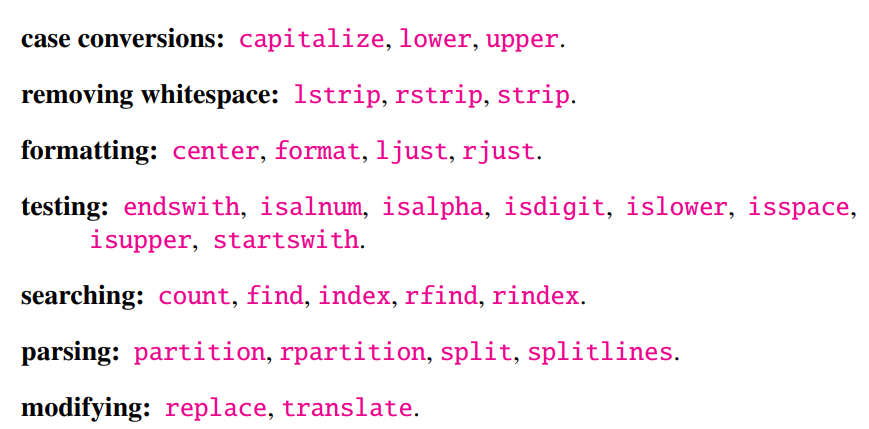 case conversions: capitalize, lower, upper.
removing whitespace: lstrip, rstrip, strip.
formatting: center, format, ljust, rjust.
testing: endswith, isalnum, isalpha, isdigit, islower, isspace,
isupper, startswith.
searching: count, find, index, rfind, rindex.
parsing: partition, rpartition, split, splitlines.
modifying: replace, translate.